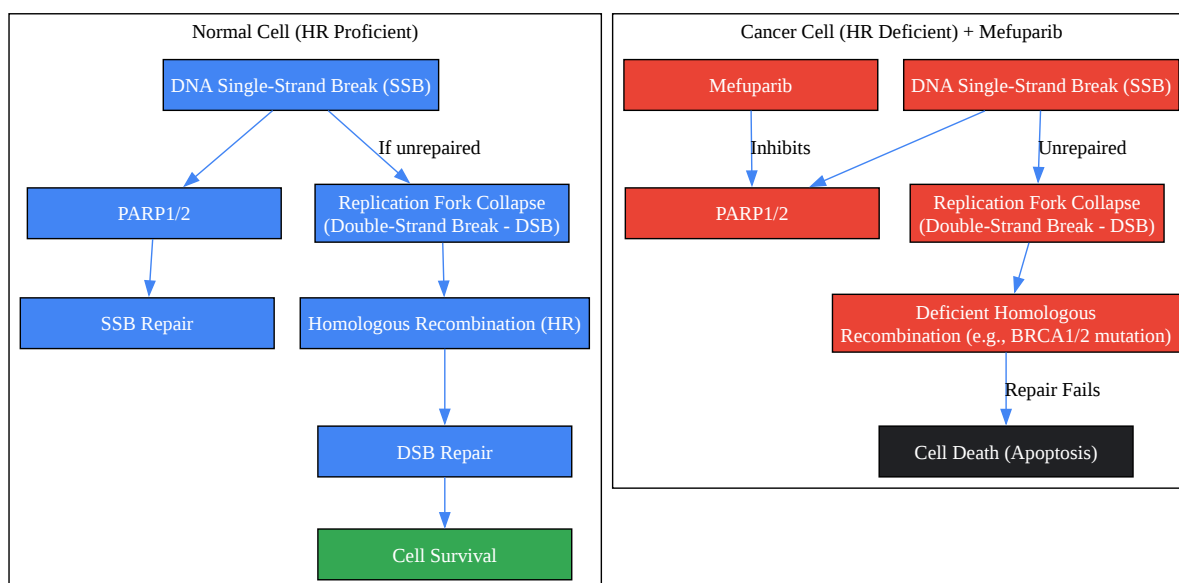 Normal Cell (HR Proficient)
DNA Single-Strand Break (SSB)
If unrepaired
PARP1/2
Replication Fork Collapse
(Double-Strand Break - DSB)
SSB Repair
Homologous Recombination (HR)
DSB Repair
Cell Survival
Cancer Cell (HR Deficient) + Mefuparib
Mefuparib
DNA Single-Strand Break (SSB)
Inhibits
Unrepaired
PARP1/2
Replication Fork Collapse
(Double-Strand Break - DSB)
Deficient Homologous
Recombination (e.g., BRCA1/2 mutation)
Repair Fails
Cell Death (Apoptosis)